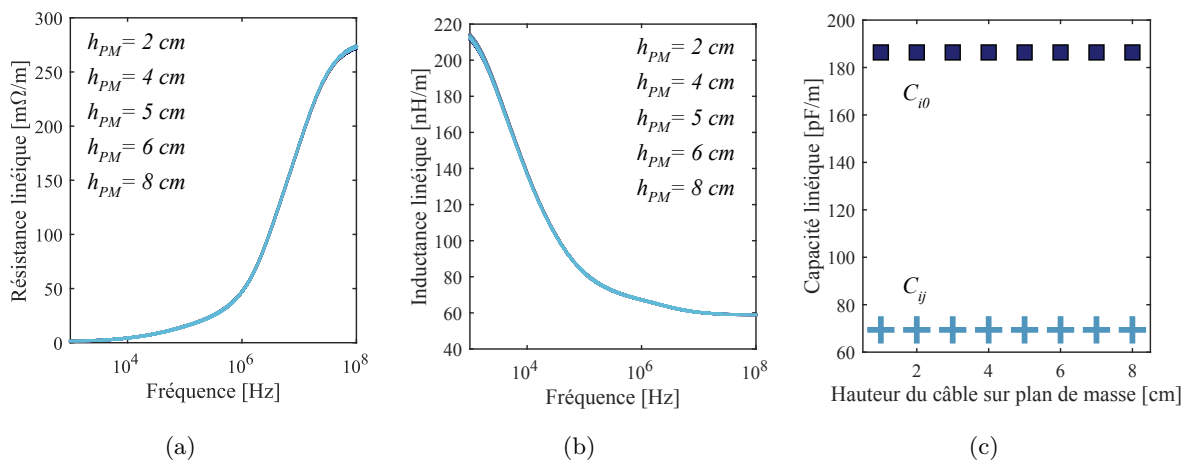 300
250
200
150
100
50
0
Résistance linéique [mΩ/m]
h_PM = 2 cm
h_PM = 4 cm
h_PM = 5 cm
h_PM = 6 cm
h_PM = 8 cm
10^4
10^6
10^8
Fréquence [Hz]
(a)
220
200
180
160
140
120
100
80
60
40
Inductance linéique [nH/m]
h_PM = 2 cm
h_PM = 4 cm
h_PM = 5 cm
h_PM = 6 cm
h_PM = 8 cm
10^4
10^6
10^8
Fréquence [Hz]
(b)
200
180
160
140
120
100
80
60
Capacité linéique [pF/m]
C_i0
C_ij
2
4
6
8
Hauteur du câble sur plan de masse [cm]
(c)